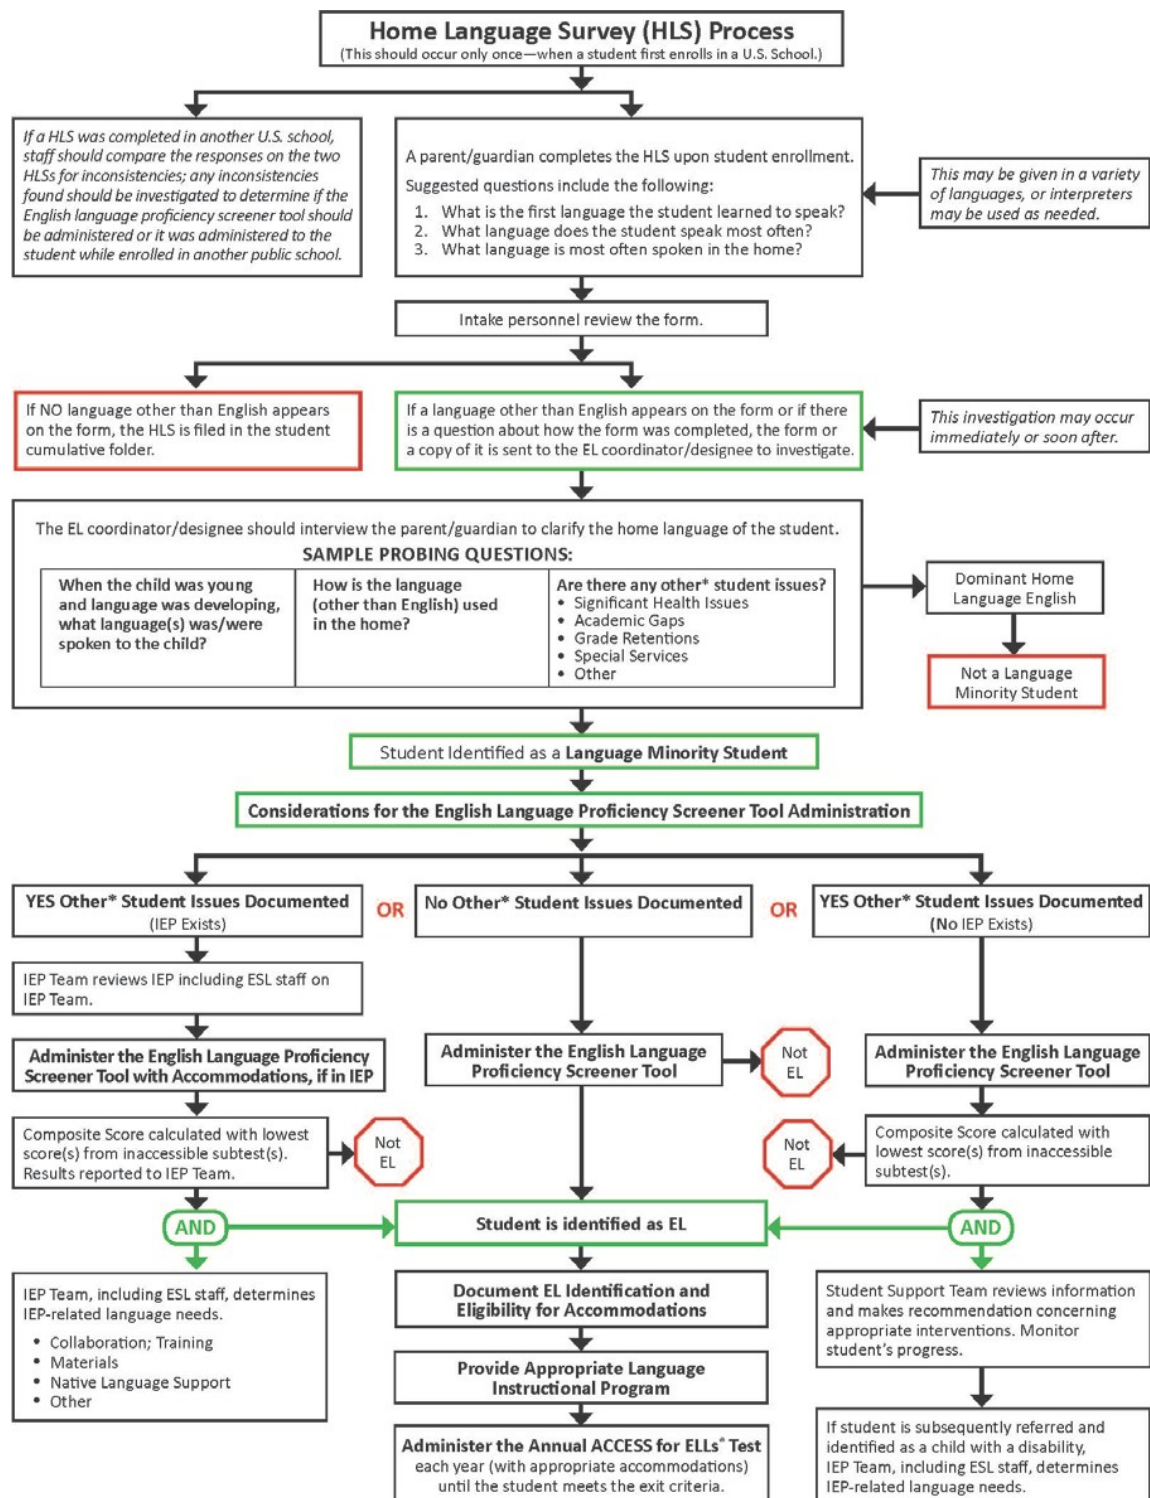 Home Language Survey (HLS) Process
(This should occur only once—when a student first enrolls in a U.S. School.)
If a HLS was completed in another U.S. school,
staff should compare the responses on the two
HLSs for inconsistencies; any inconsistencies
found should be investigated to determine if the
English language proficiency screener tool should
be administered or it was administered to the
student while enrolled in another public school.
A parent/guardian completes the HLS upon student enrollment.
Suggested questions include the following:
1. What is the first language the student learned to speak?
2. What language does the student speak most often?
3. What language is most often spoken in the home?
This may be given in a variety
of languages, or interpreters
may be used as needed.
Intake personnel review the form.
If NO language other than English appears
on the form, the HLS is filed in the student
cumulative folder.
If a language other than English appears on the form or if there
is a question about how the form was completed, the form or
a copy of it is sent to the EL coordinator/designee to investigate.
This investigation may occur
immediately or soon after.
The EL coordinator/designee should interview the parent/guardian to clarify the home language of the student.
SAMPLE PROBING QUESTIONS:
When the child was young
and language was developing,
what language(s) was/were
spoken to the child?
How is the language
(other than English) used
in the home?
Are there any other* student issues?
• Significant Health Issues
• Academic Gaps
• Grade Retentions
• Special Services
• Other
Dominant Home
Language English
Not a Language
Minority Student
Student Identified as a Language Minority Student
Considerations for the English Language Proficiency Screener Tool Administration
YES Other* Student Issues Documented
(IEP Exists)
OR
No Other* Student Issues Documented
OR
YES Other* Student Issues Documented
(No IEP Exists)
IEP Team reviews IEP including ESL staff on
IEP Team.
Administer the English Language Proficiency
Screener Tool with Accommodations, if in IEP
Administer the English Language
Proficiency Screener Tool
Not
EL
Administer the English Language
Proficiency Screener Tool
Composite Score calculated with lowest
score(s) from inaccessible subtest(s).
Results reported to IEP Team.
Not
EL
Not
EL
Composite Score calculated with
lowest score(s) from inaccessible
subtest(s).
AND
Student is identified as EL
AND
IEP Team, including ESL staff, determines
IEP-related language needs.
• Collaboration; Training
• Materials
• Native Language Support
• Other
Document EL Identification and
Eligibility for Accommodations
Provide Appropriate Language
Instructional Program
Administer the Annual ACCESS for ELLs® Test
each year (with appropriate accommodations)
until the student meets the exit criteria.
Student Support Team reviews information
and makes recommendation concerning
appropriate interventions. Monitor
student's progress.
If student is subsequently referred and
identified as a child with a disability,
IEP Team, including ESL staff, determines
IEP-related language needs.